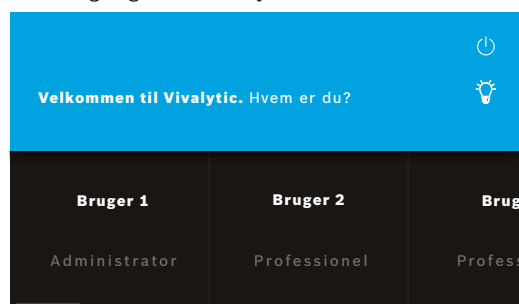 Velkommen til Vivalytic. Hvem er du?
Bruger 1 Bruger 2
Administrator Professionel